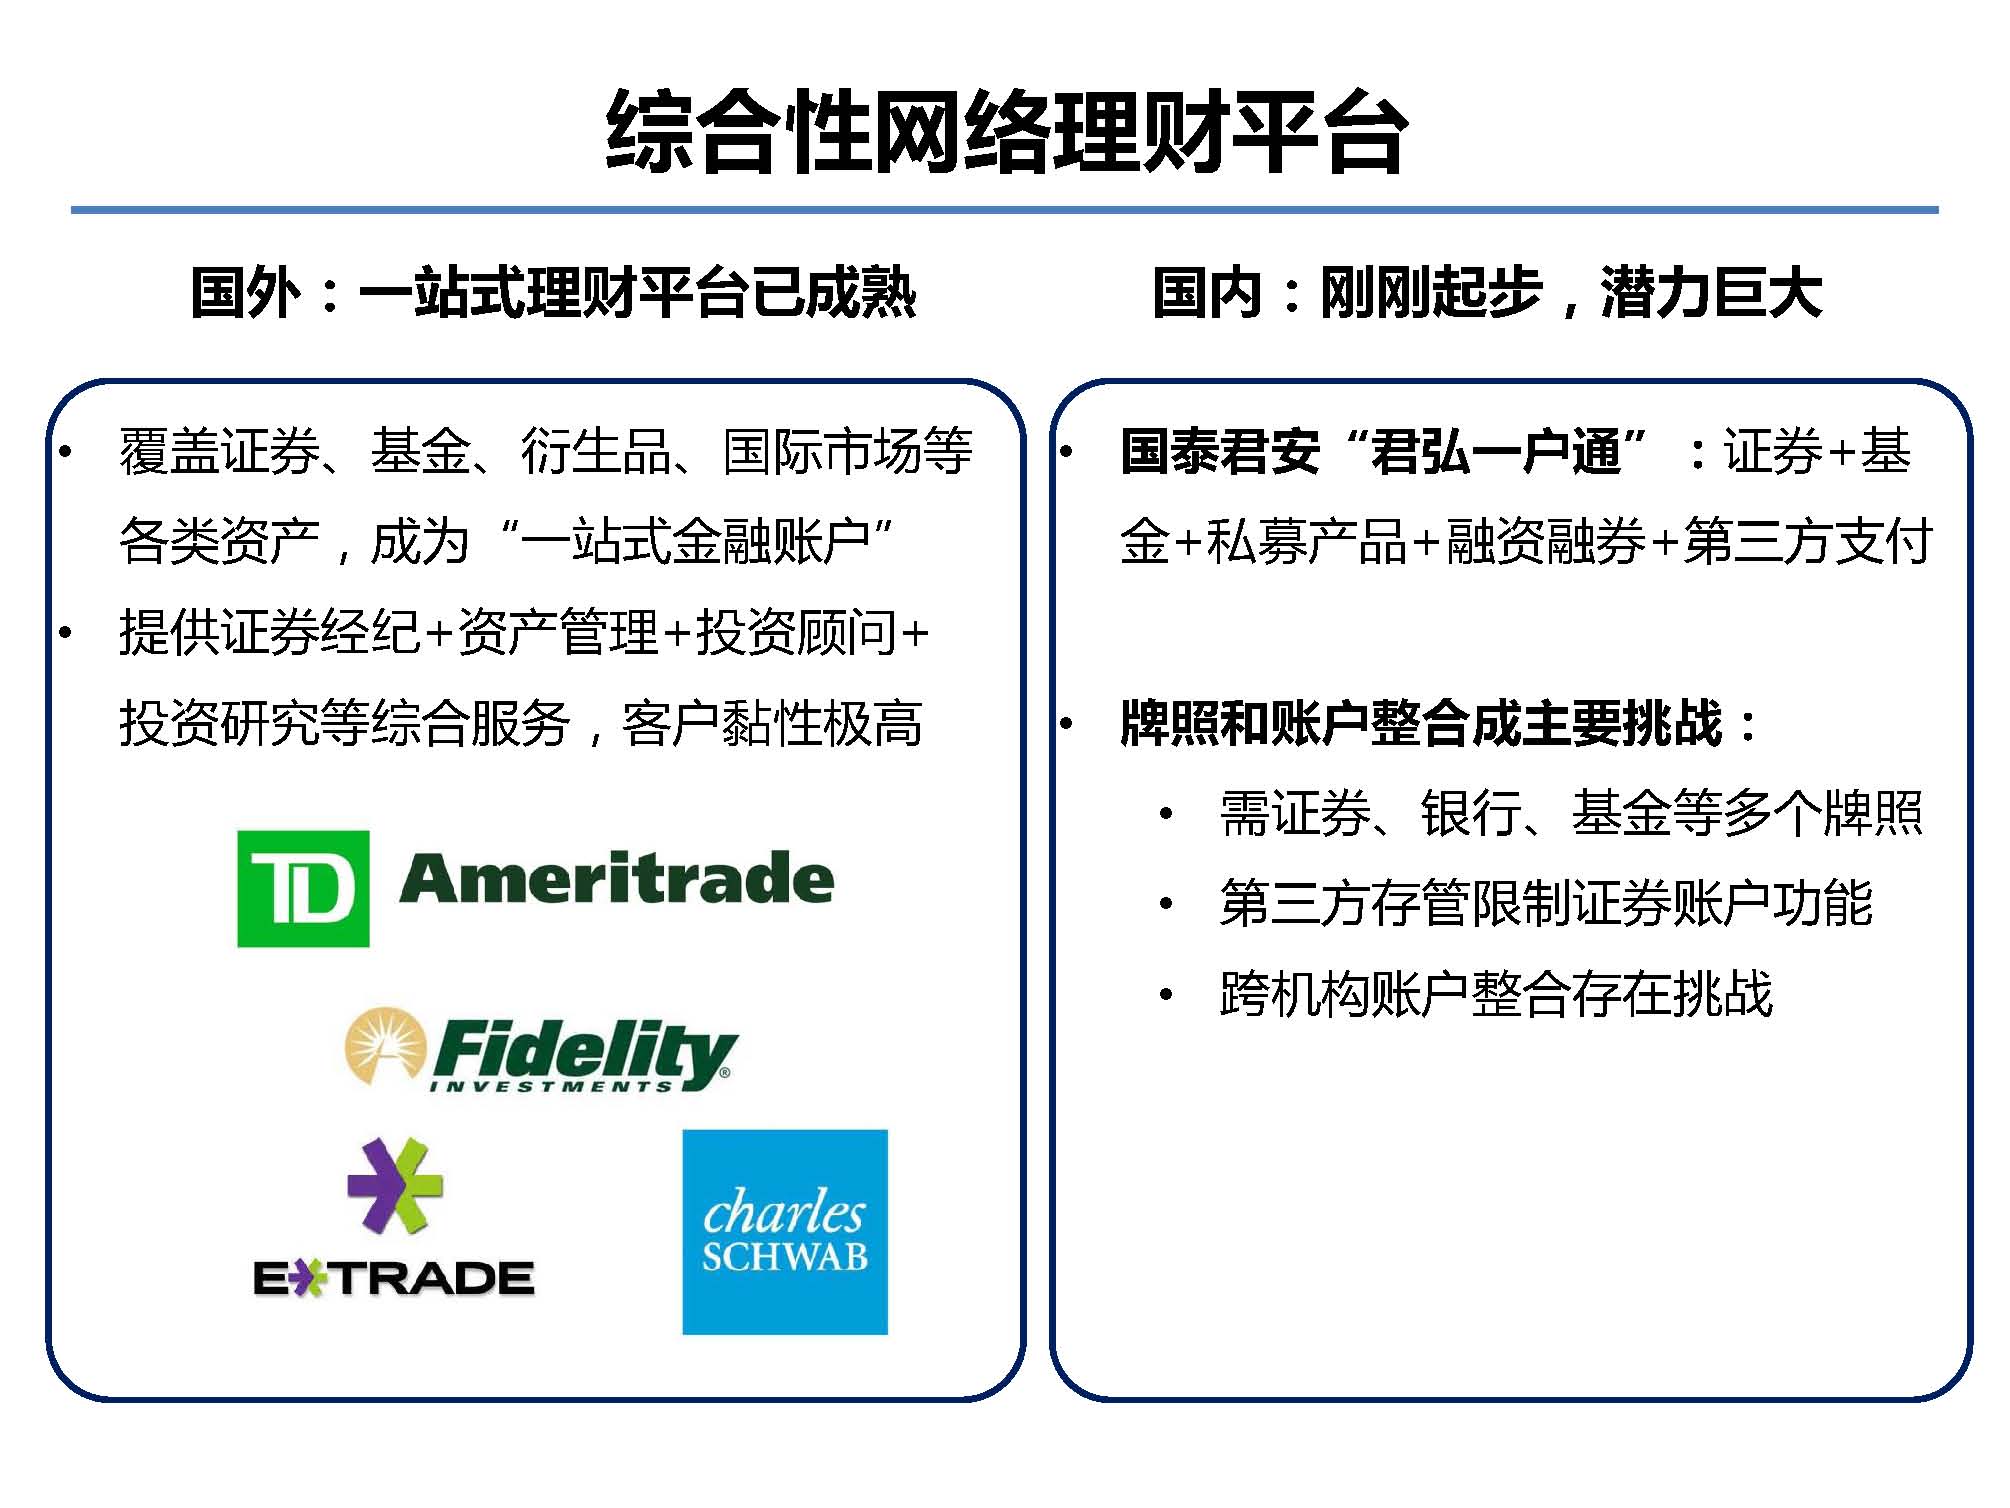 综合性网络理财平台
国外：一站式理财平台已成熟
• 覆盖证券、基金、衍生品、国际市场等
各类资产，成为“一站式金融账户”
• 提供证券经纪+资产管理+投资顾问+
投资研究等综合服务，客户黏性极高
TD Ameritrade
Fidelity®
INVESTMENTS
E*TRADE
charles
SCHWAB
国内：刚刚起步，潜力巨大
• 国泰君安“君弘一户通”：证券+基
金+私募产品+融资融券+第三方支付
• 牌照和账户整合成主要挑战：
• 需证券、银行、基金等多个牌照
• 第三方存管限制证券账户功能
• 跨机构账户整合存在挑战